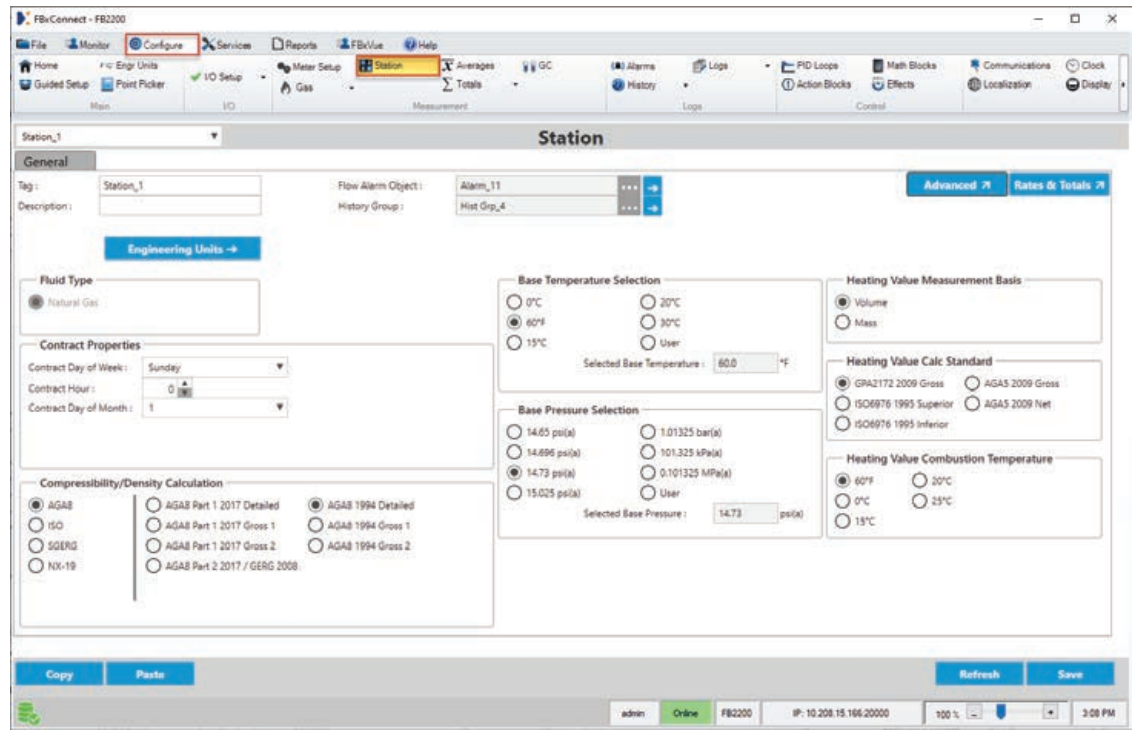 FBxConnect - FB2200
File Monitor Configure Services Reports FBxVue Help
Home Engr Units Meter Setup Station Averages GC Alarms Logs PID Loops Math Blocks Communications Clock
Guided Setup Point Picker I/O Setup Gas Totals History Action Blocks Effects Localization Display
Main I/O Measurement Logs Control
Station_1 Station
General
Tag : Station_1 Flow Alarm Object : Alarm_11 ... Advanced Rates & Totals
Description : History Group : Hist Grp_4 ...
Engineering Units
Fluid Type
Natural Gas
Contract Properties
Contract Day of Week : Sunday
Contract Hour : 0
Contract Day of Month : 1
Compressibility/Density Calculation
AGA8 AGA8 Part 1 2017 Detailed AGA8 1994 Detailed
ISO AGA8 Part 1 2017 Gross 1 AGA8 1994 Gross 1
SGERG AGA8 Part 1 2017 Gross 2 AGA8 1994 Gross 2
NX-19 AGA8 Part 2 2017 / GERG 2008
Base Temperature Selection
0°C 20°C
60°F 30°C
15°C User
Selected Base Temperature : 60.0 °F
Base Pressure Selection
14.65 psi(a) 1.01325 bar(a)
14.696 psi(a) 101.325 kPa(a)
14.73 psi(a) 0.101325 MPa(a)
15.025 psi(a) User
Selected Base Pressure : 14.73 psi(a)
Heating Value Measurement Basis
Volume
Mass
Heating Value Calc Standard
GPA2172 2009 Gross AGA5 2009 Gross
ISO6976 1995 Superior AGA5 2009 Net
ISO6976 1995 Inferior
Heating Value Combustion Temperature
60°F 20°C
0°C 25°C
15°C
Copy Paste Refresh Save
admin Online FB2200 IP: 10.208.15.166.20000 100 % - + 3:08 PM